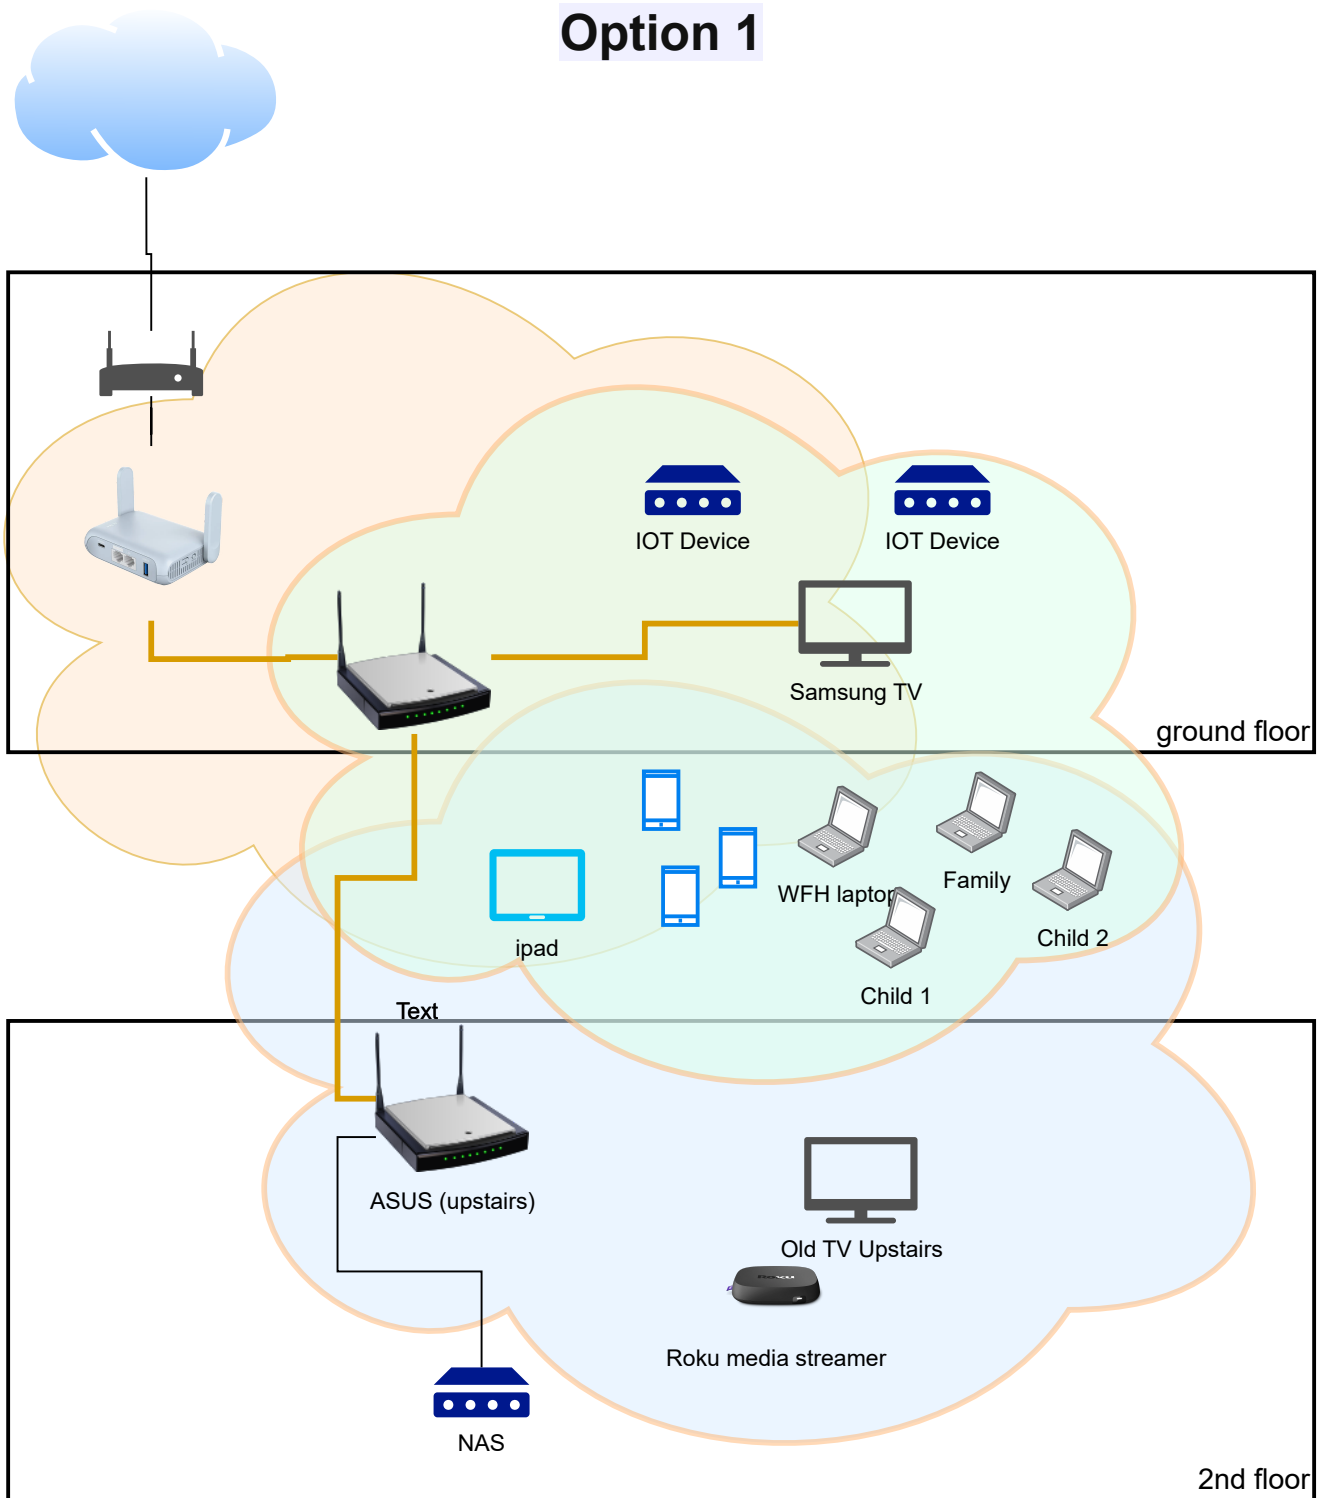 Option 1
IOT Device
IOT Device
Samsung TV
ground floor
WFH laptop
Family
Child 2
ipad
Child 1
Text
ASUS (upstairs)
Old TV Upstairs
Roku media streamer
NAS
2nd floor